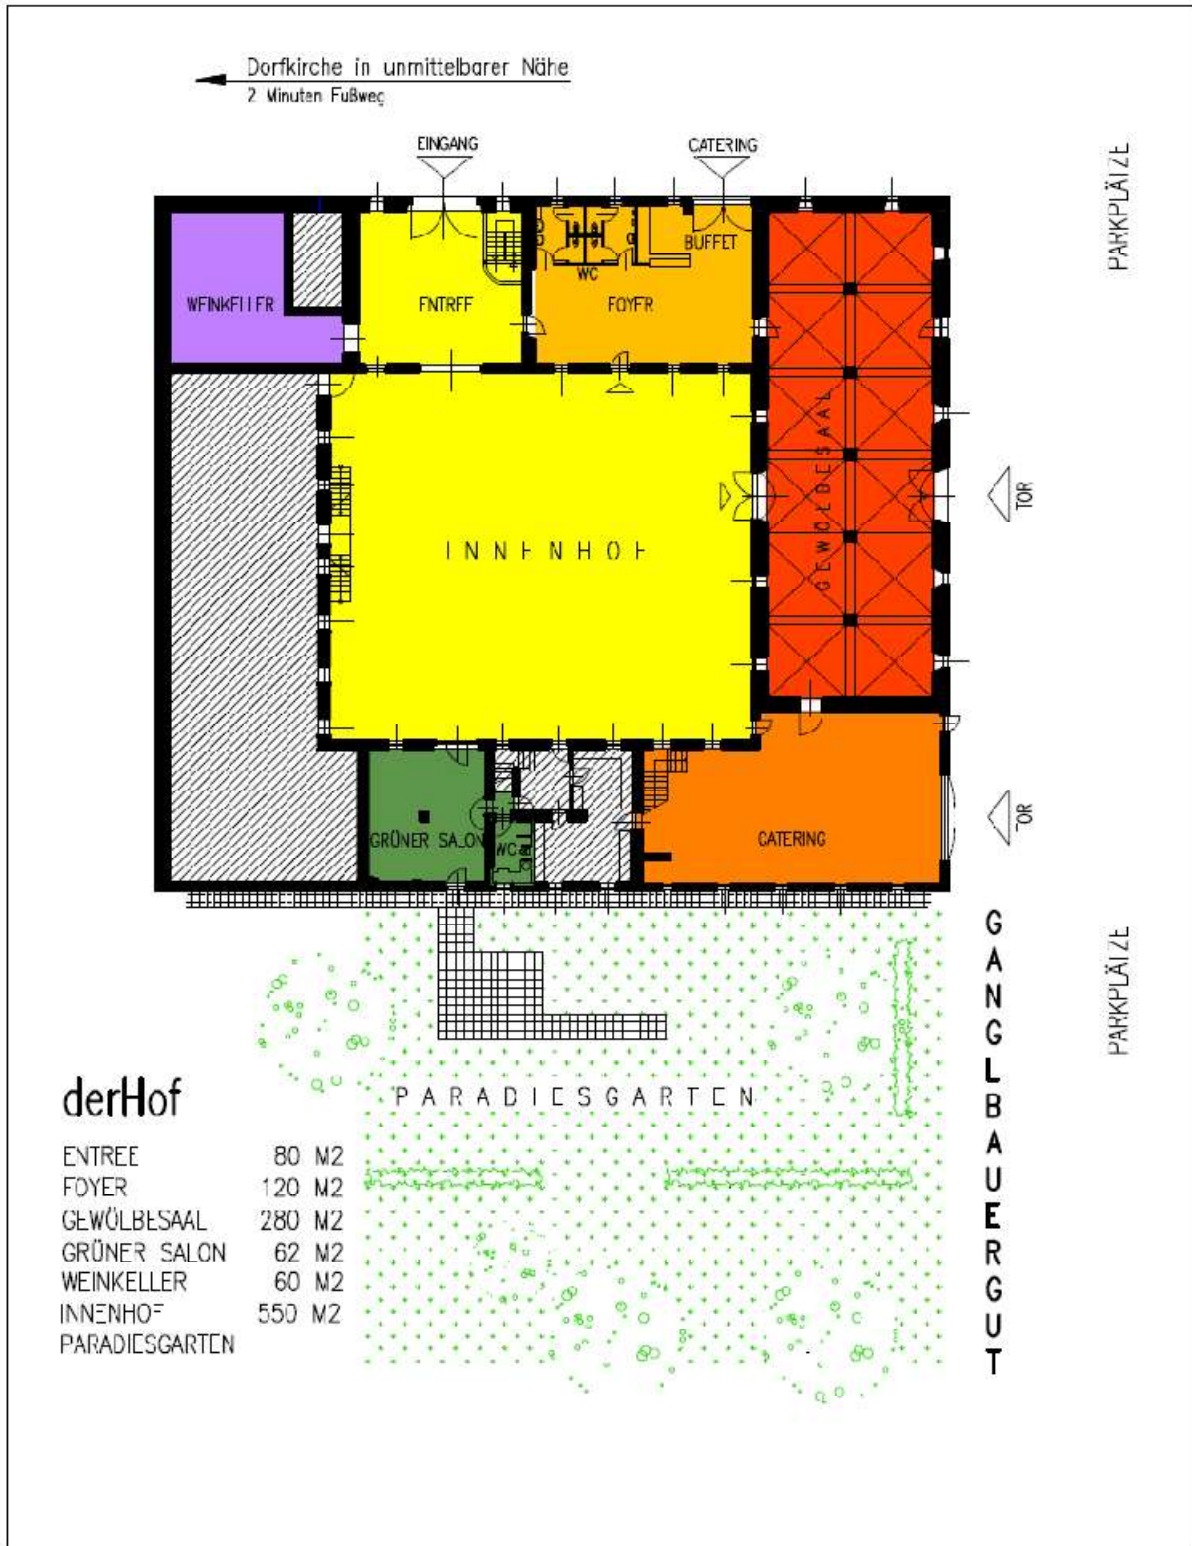 Dorfkirche in unmittelbarer Nähe
2 Minuten Fußweg
EINGANG
CATERING
PARKPLÄTZE
BUFFET
WC
WEINKELLER
ENTREE
FOYER
GEWÖLBESAAL
TOR
INNENHOF
GRÜNER SALON
WC
CATERING
TOR
GANGLBAUERGUT
PARKPLÄTZE
PARADIESGARTEN
derHof
ENTREE 80 M2
FOYER 120 M2
GEWÖLBESAAL 280 M2
GRÜNER SALON 62 M2
WEINKELLER 60 M2
INNENHOF 550 M2
PARADIESGARTEN